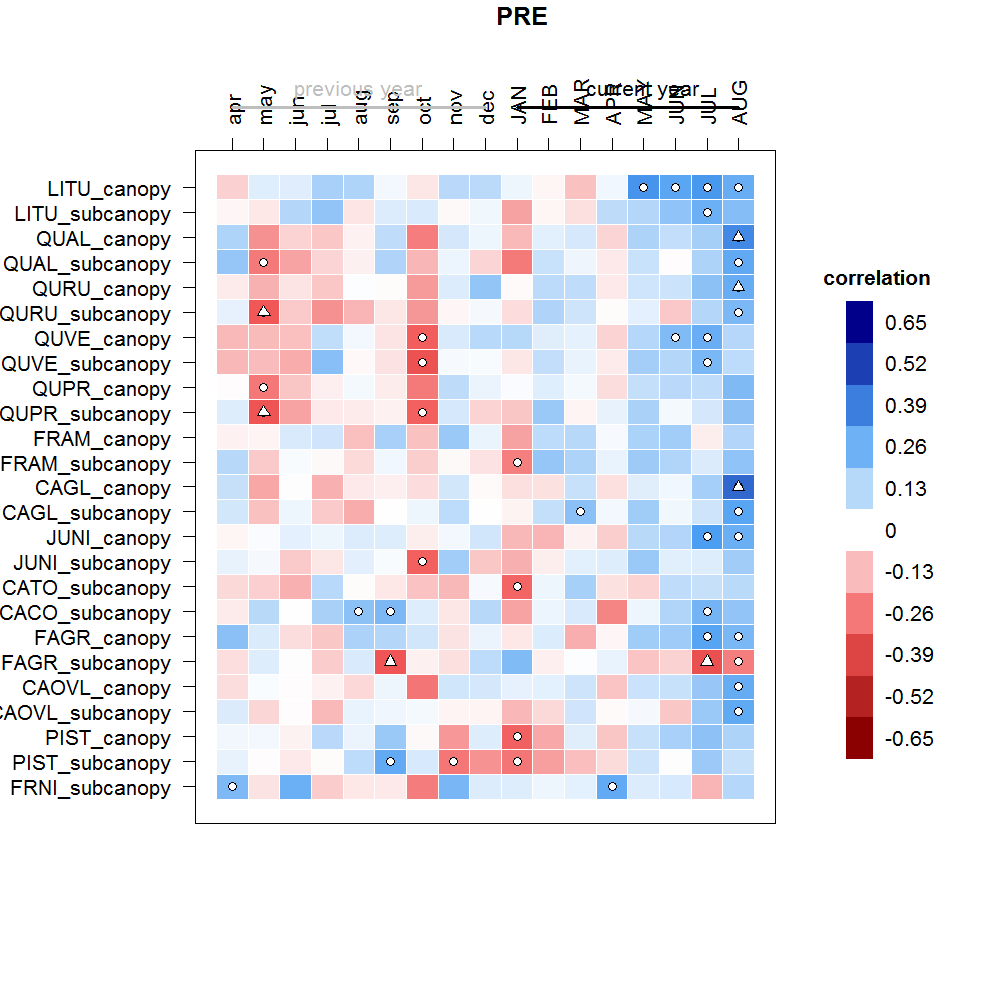 PRE
previous year
current year
apr may jun jul aug sep oct nov dec JAN FEB MAR APR MAY JUN JUL AUG
LITU_canopy
LITU_subcanopy
QUAL_canopy
QUAL_subcanopy
QURU_canopy
QURU_subcanopy
QUVE_canopy
QUVE_subcanopy
QUPR_canopy
QUPR_subcanopy
FRAM_canopy
FRAM_subcanopy
CAGL_canopy
CAGL_subcanopy
JUNI_canopy
JUNI_subcanopy
CATO_subcanopy
CACO_subcanopy
FAGR_canopy
FAGR_subcanopy
CAOVL_canopy
CAOVL_subcanopy
PIST_canopy
PIST_subcanopy
FRNI_subcanopy
correlation
0.65
0.52
0.39
0.26
0.13
0
-0.13
-0.26
-0.39
-0.52
-0.65